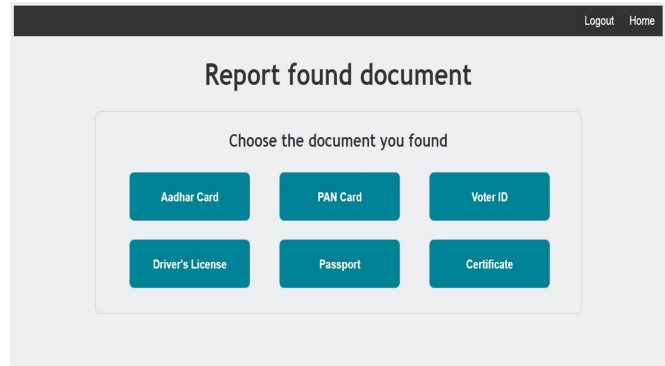 Logout Home
Report found document
Choose the document you found
Aadhar Card PAN Card Voter ID
Driver's License Passport Certificate